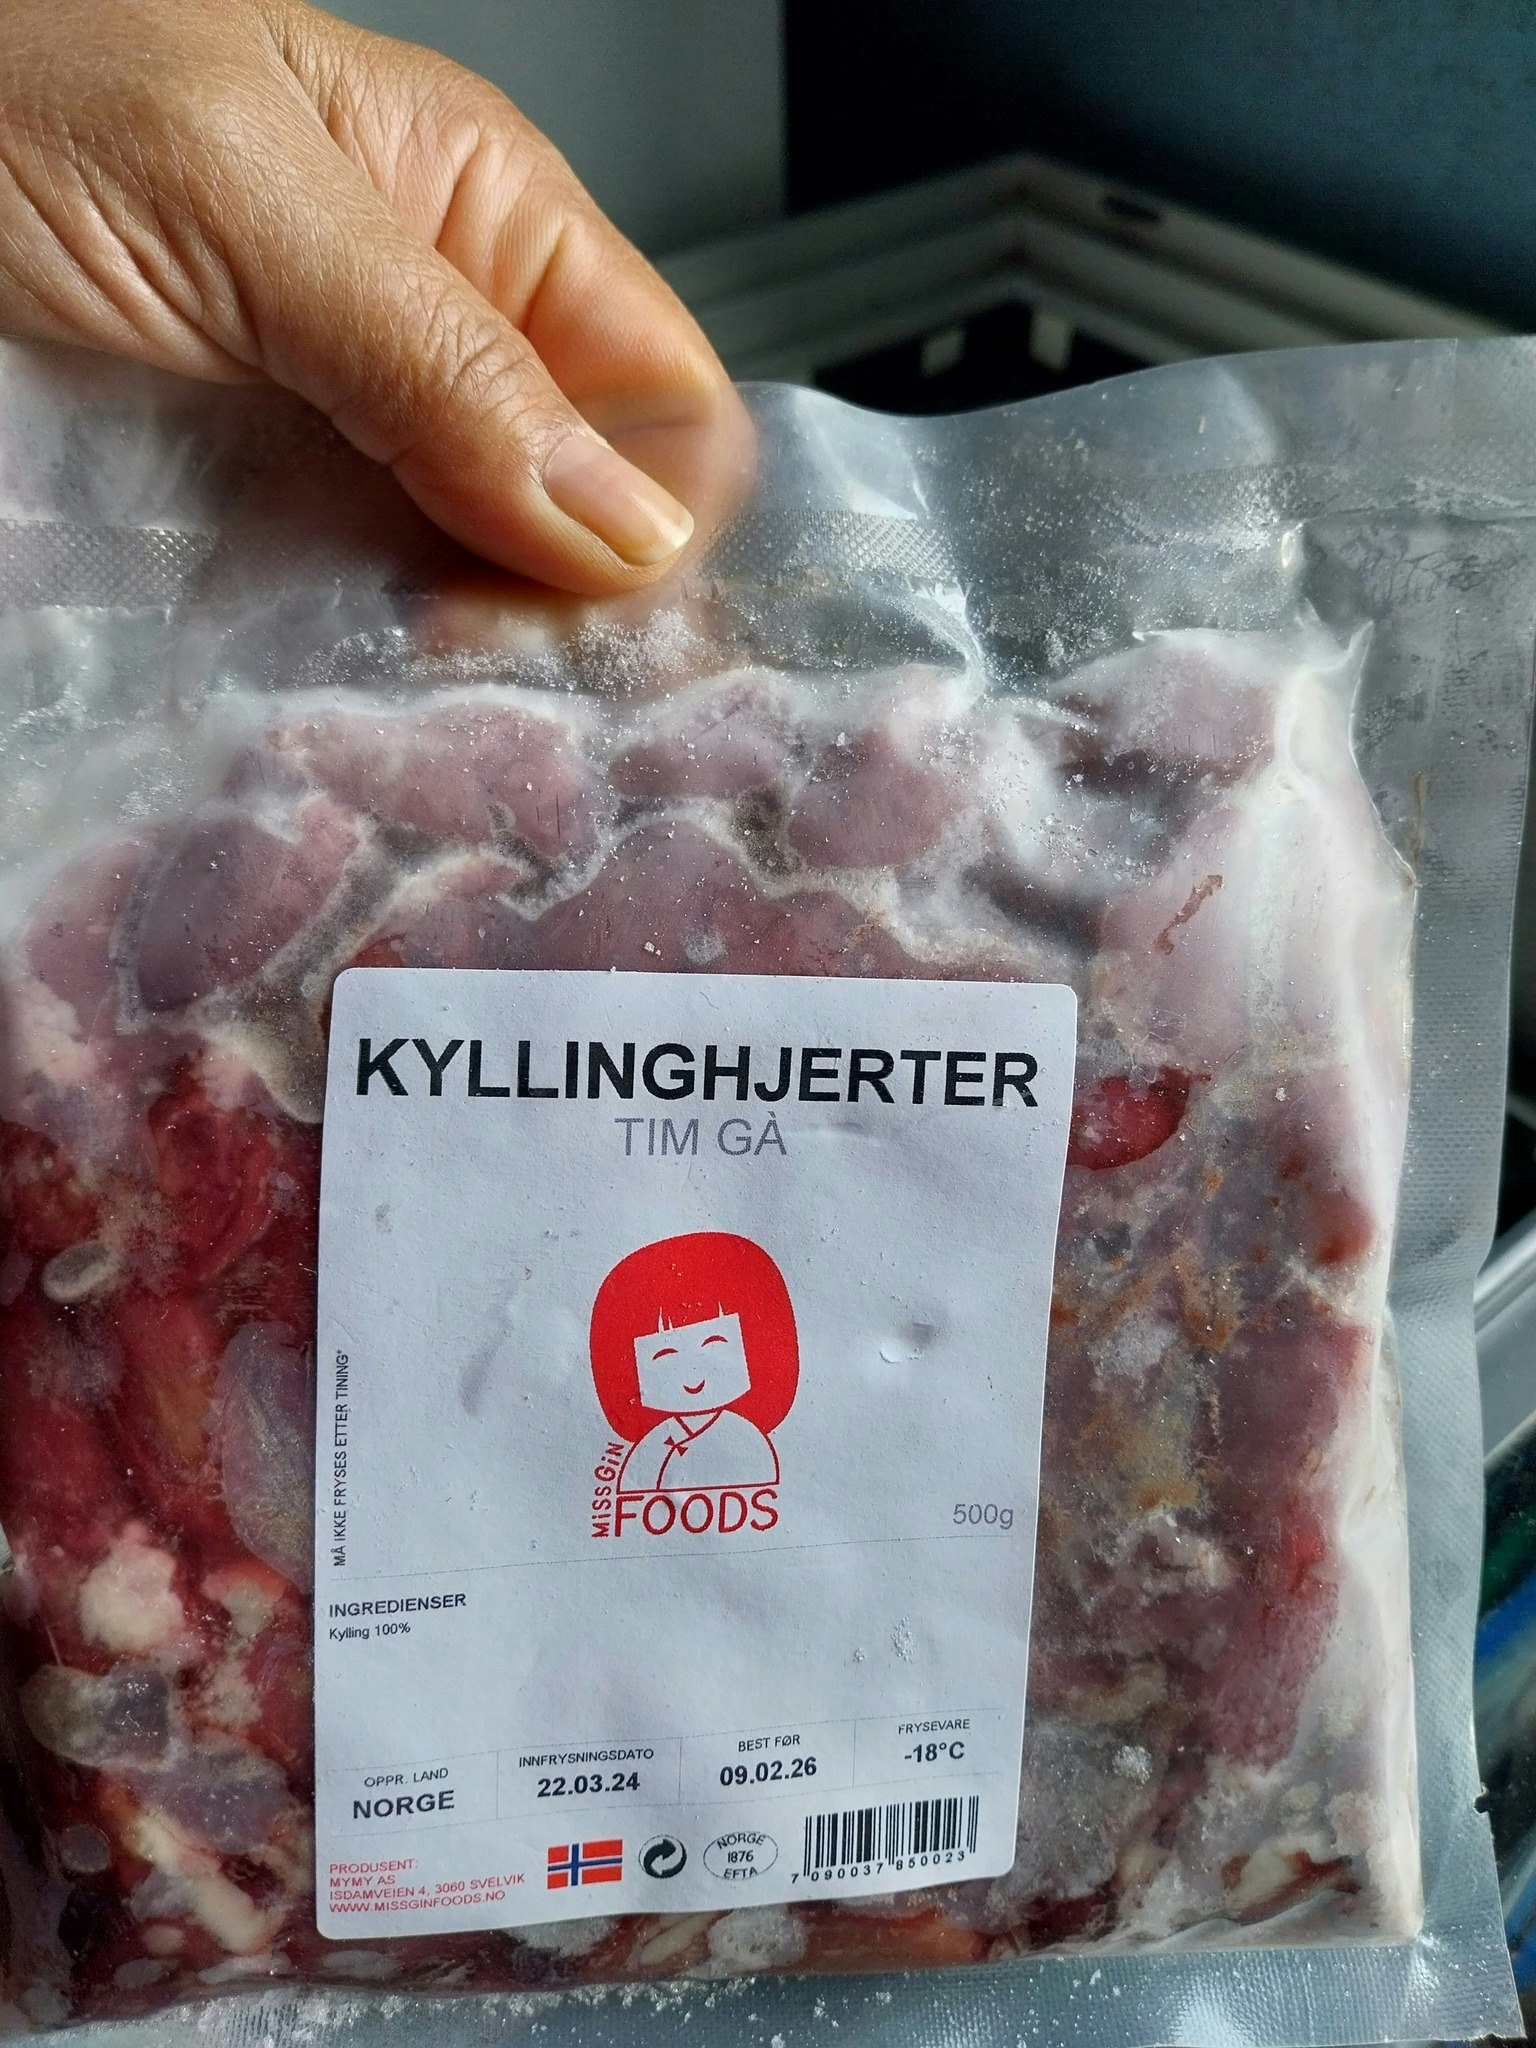 KYLLINGHJERTER
TIM GÀ
MISS GIN
FOODS
500g
MÅ IKKE FRYSES ETTER TINING*
INGREDIENSER
Kylling 100%
OPPR. LAND
NORGE
INNFRYSNINGSDATO
22.03.24
BEST FØR
09.02.26
FRYSEVARE
-18°C
PRODUSENT:
MYMY AS
ISDAMVEIEN 4, 3060 SVELVIK
WWW.MISSGINFOODS.NO
NORGE
1876
EFTA
7 090037 850023